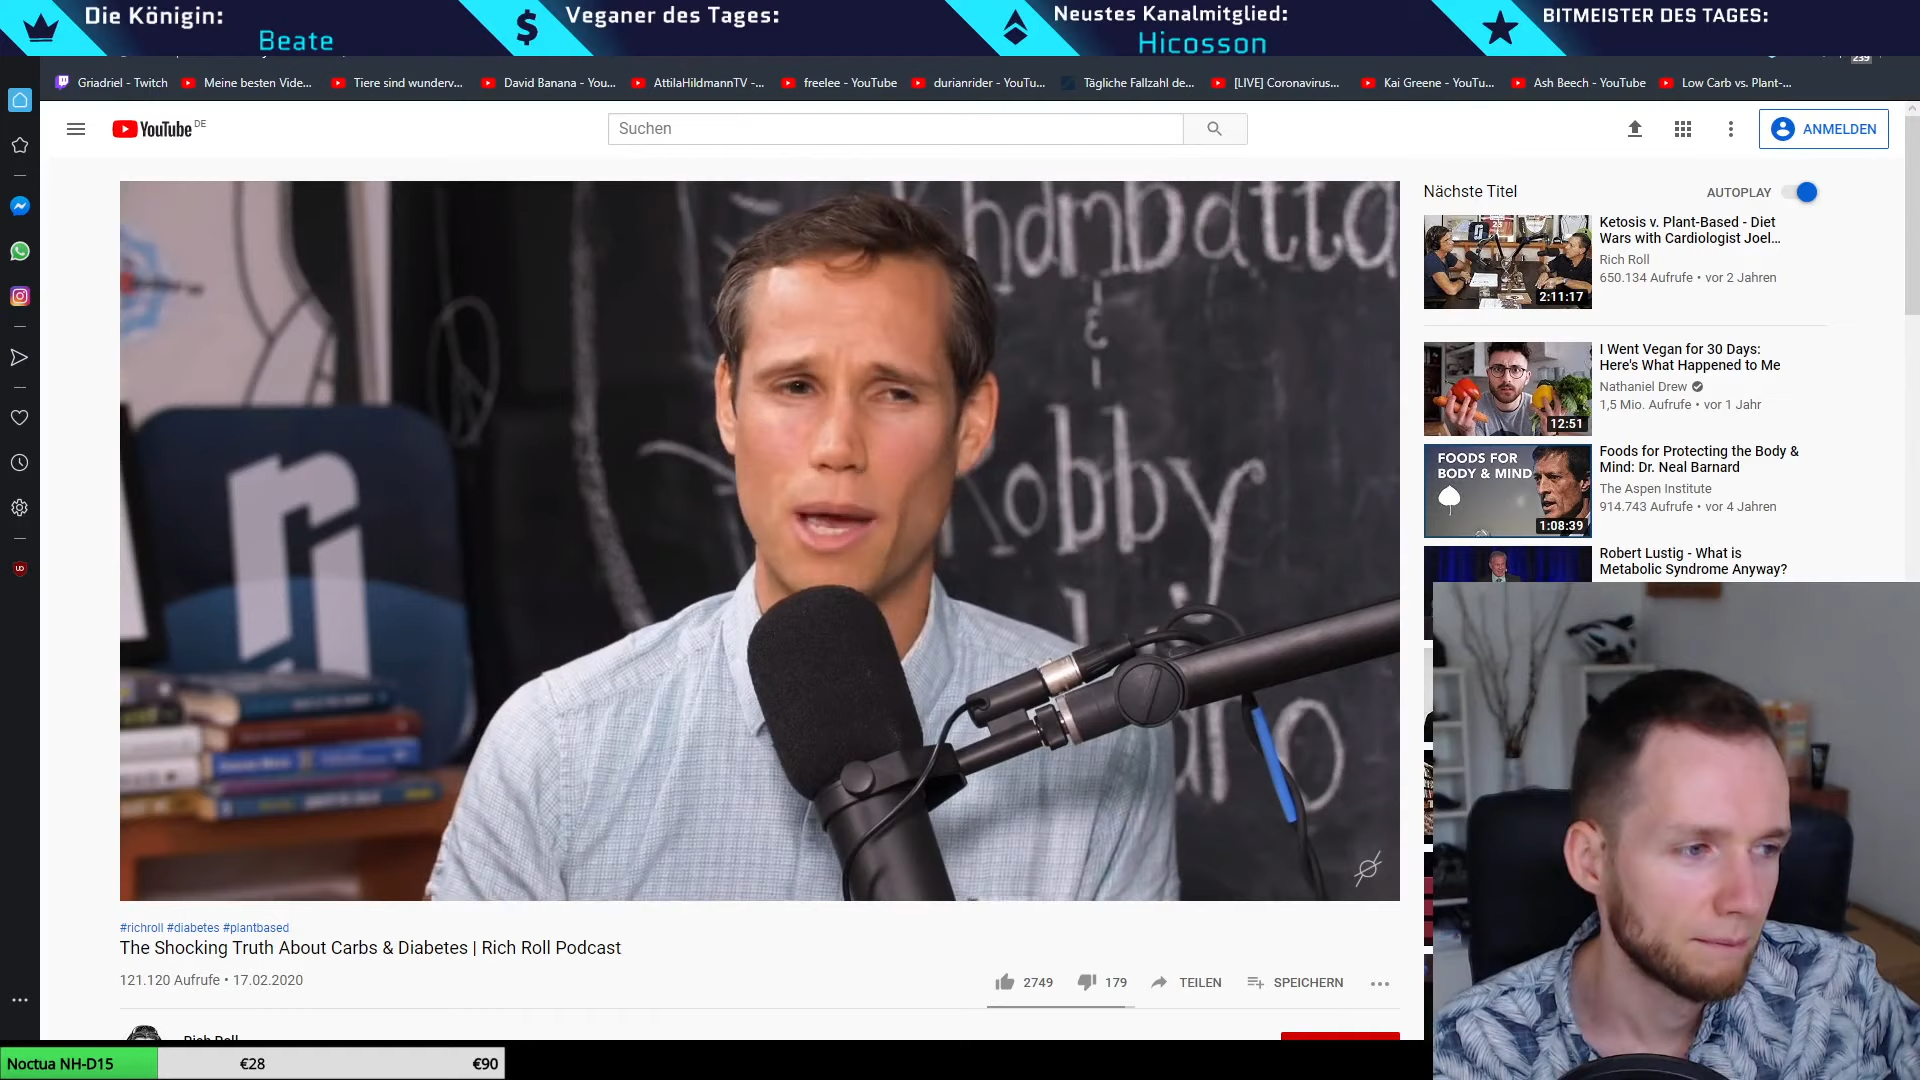 Die Königin:
Beate
Veganer des Tages:
Neustes Kanalmitglied:
Hicosson
BITMEISTER DES TAGES:
239
Griadriel - Twitch
Meine besten Vide...
Tiere sind wunderv...
David Banana - You...
AttilaHildmannTV -...
freelee - YouTube
durianrider - YouTu...
Tägliche Fallzahl de...
[LIVE] Coronavirus...
Kai Greene - YouTu...
Ash Beech - YouTube
Low Carb vs. Plant-...
YouTube DE
Suchen
ANMELDEN
Khambatta
&
Robby
Nächste Titel
AUTOPLAY
Ketosis v. Plant-Based - Diet
Wars with Cardiologist Joel...
Rich Roll
650.134 Aufrufe • vor 2 Jahren
2:11:17
I Went Vegan for 30 Days:
Here's What Happened to Me
Nathaniel Drew
1,5 Mio. Aufrufe • vor 1 Jahr
12:51
FOODS FOR
BODY & MIND
1:08:39
Foods for Protecting the Body &
Mind: Dr. Neal Barnard
The Aspen Institute
914.743 Aufrufe • vor 4 Jahren
Robert Lustig - What is
Metabolic Syndrome Anyway?
#richroll #diabetes #plantbased
The Shocking Truth About Carbs & Diabetes | Rich Roll Podcast
121.120 Aufrufe • 17.02.2020
2749
179
TEILEN
SPEICHERN
Rich Roll
Noctua NH-D15
€28
€90